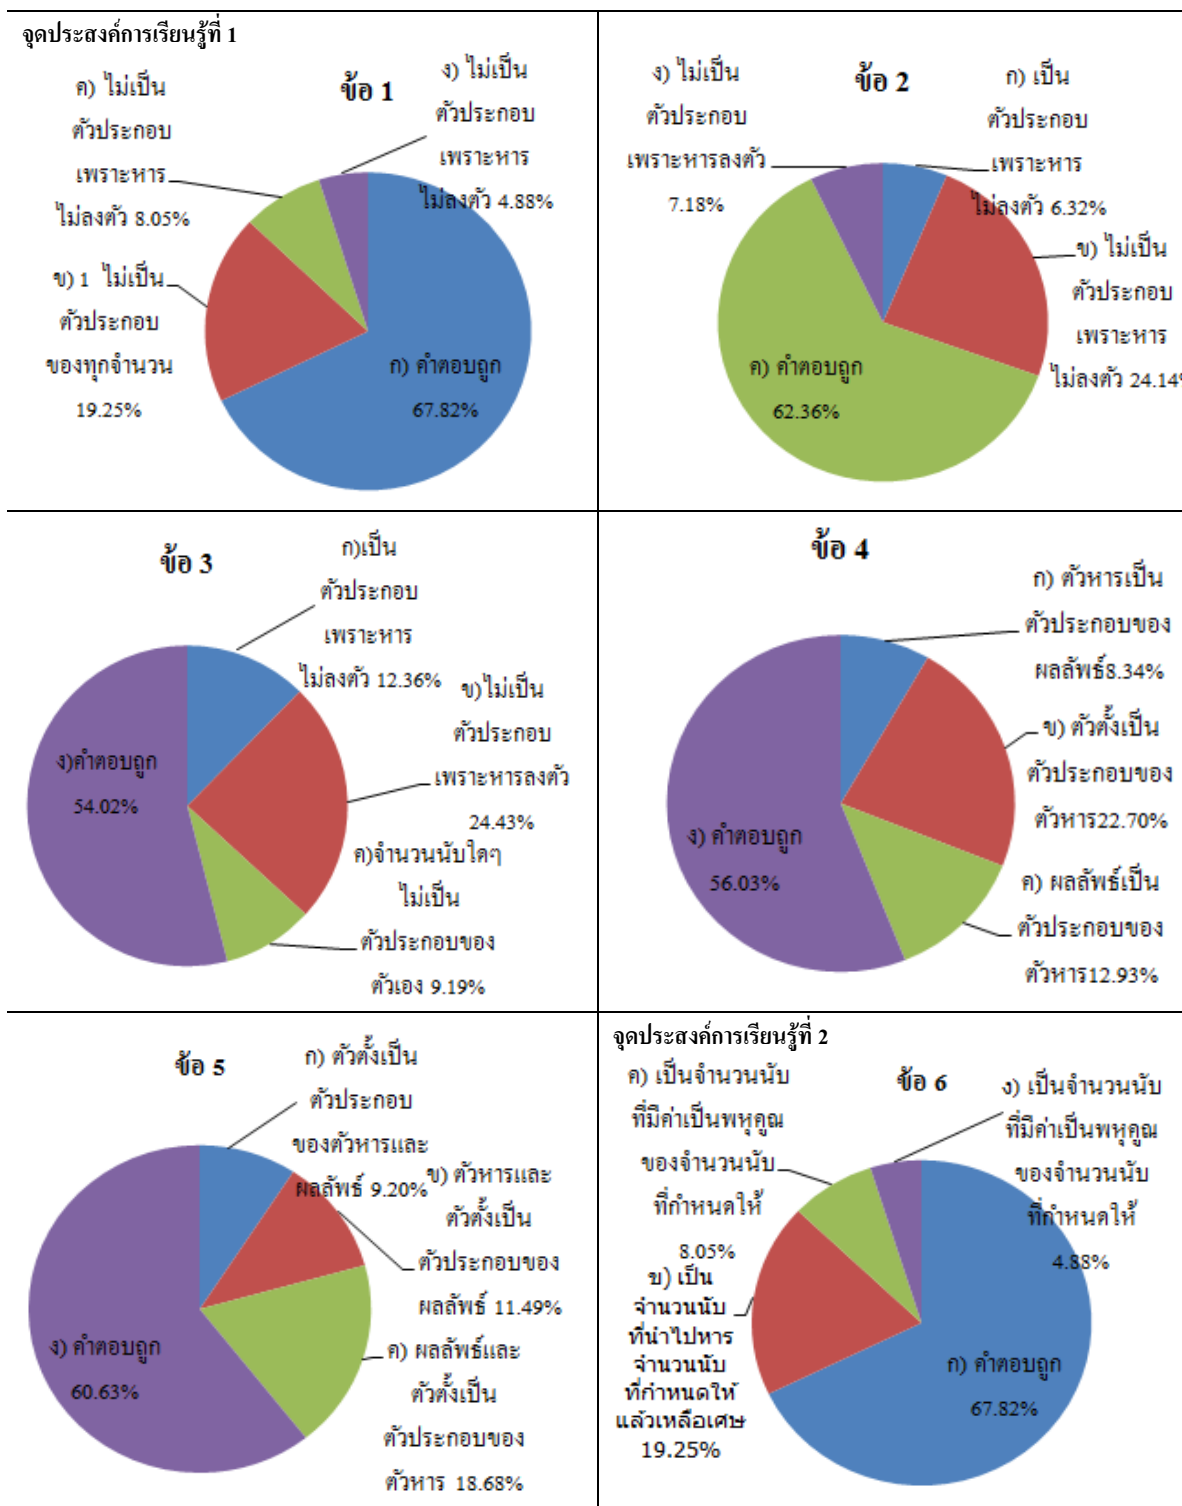 จุดประสงค์การเรียนรู้ที่ 1
ข้อ 1
ค) ไม่เป็น
ตัวประกอบ
เพราะหาร
ไม่ลงตัว 8.05%
ง) ไม่เป็น
ตัวประกอบ
เพราะหาร
ไม่ลงตัว 4.88%
ข) 1 ไม่เป็น
ตัวประกอบ
ของทุกจำนวน
19.25%
ก) คำตอบถูก
67.82%
ข้อ 2
ง) ไม่เป็น
ตัวประกอบ
เพราะหารลงตัว
7.18%
ก) เป็น
ตัวประกอบ
เพราะหาร
ไม่ลงตัว 6.32%
ข) ไม่เป็น
ตัวประกอบ
เพราะหาร
ไม่ลงตัว 24.14%
ค) คำตอบถูก
62.36%
ข้อ 3
ก)เป็น
ตัวประกอบ
เพราะหาร
ไม่ลงตัว 12.36%
ข)ไม่เป็น
ตัวประกอบ
เพราะหารลงตัว
24.43%
ค)จำนวนนับใดๆ
ไม่เป็น
ตัวประกอบของ
ตัวเอง 9.19%
ง)คำตอบถูก
54.02%
ข้อ 4
ก) ตัวหารเป็น
ตัวประกอบของ
ผลลัพธ์8.34%
ข) ตัวตั้งเป็น
ตัวประกอบของ
ตัวหาร22.70%
ค) ผลลัพธ์เป็น
ตัวประกอบของ
ตัวหาร12.93%
ง) คำตอบถูก
56.03%
ข้อ 5
ก) ตัวตั้งเป็น
ตัวประกอบ
ของตัวหารและ
ผลลัพธ์ 9.20%
ข) ตัวหารและ
ตัวตั้งเป็น
ตัวประกอบของ
ผลลัพธ์ 11.49%
ค) ผลลัพธ์และ
ตัวตั้งเป็น
ตัวประกอบของ
ตัวหาร 18.68%
ง) คำตอบถูก
60.63%
จุดประสงค์การเรียนรู้ที่ 2
ข้อ 6
ค) เป็นจำนวนนับ
ที่มีค่าเป็นพหุคูณ
ของจำนวนนับ
ที่กำหนดให้
8.05%
ง) เป็นจำนวนนับ
ที่มีค่าเป็นพหุคูณ
ของจำนวนนับ
ที่กำหนดให้
4.88%
ข) เป็น
จำนวนนับ
ที่นำไปหาร
จำนวนนับ
ที่กำหนดให้
แล้วเหลือเศษ
19.25%
ก) คำตอบถูก
67.82%